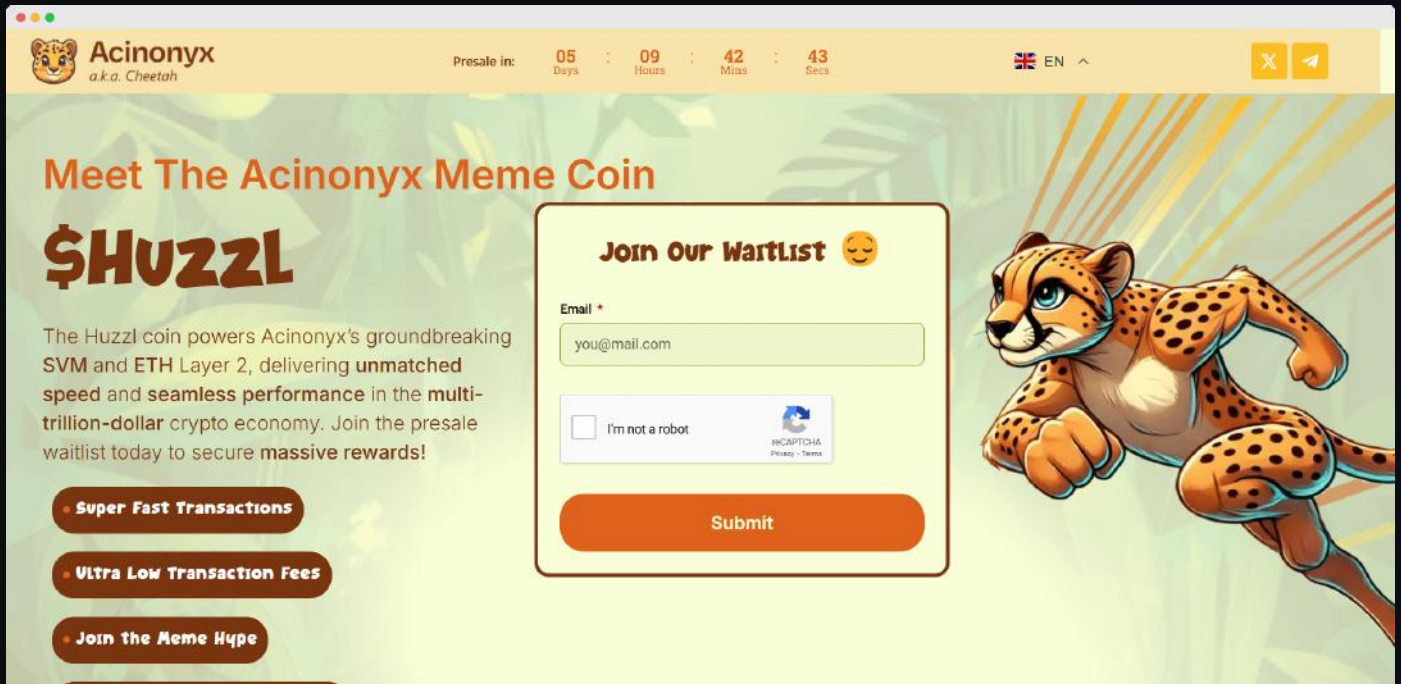 Acinonyx
a.k.a. Cheetah
Presale in:
05 : 09 : 42 : 43
Days Hours Mins Secs
EN
Meet The Acinonyx Meme Coin
$Huzzl
The Huzzl coin powers Acinonyx's groundbreaking
SVM and ETH Layer 2, delivering unmatched
speed and seamless performance in the multi-
trillion-dollar crypto economy. Join the presale
waitlist today to secure massive rewards!
Super Fast Transactions
Ultra Low Transaction Fees
Join the Meme Hype
Join Our Waitlist 😌
Email *
you@mail.com
I'm not a robot
reCAPTCHA
Privacy - Terms
Submit